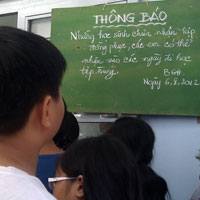 THÔNG BÁO
Những học sinh chưa nhận kịp
đồng phục, các em có thể
nhận vào các ngày đi học
tập trung.
B GH
Ngày 6.8.2012